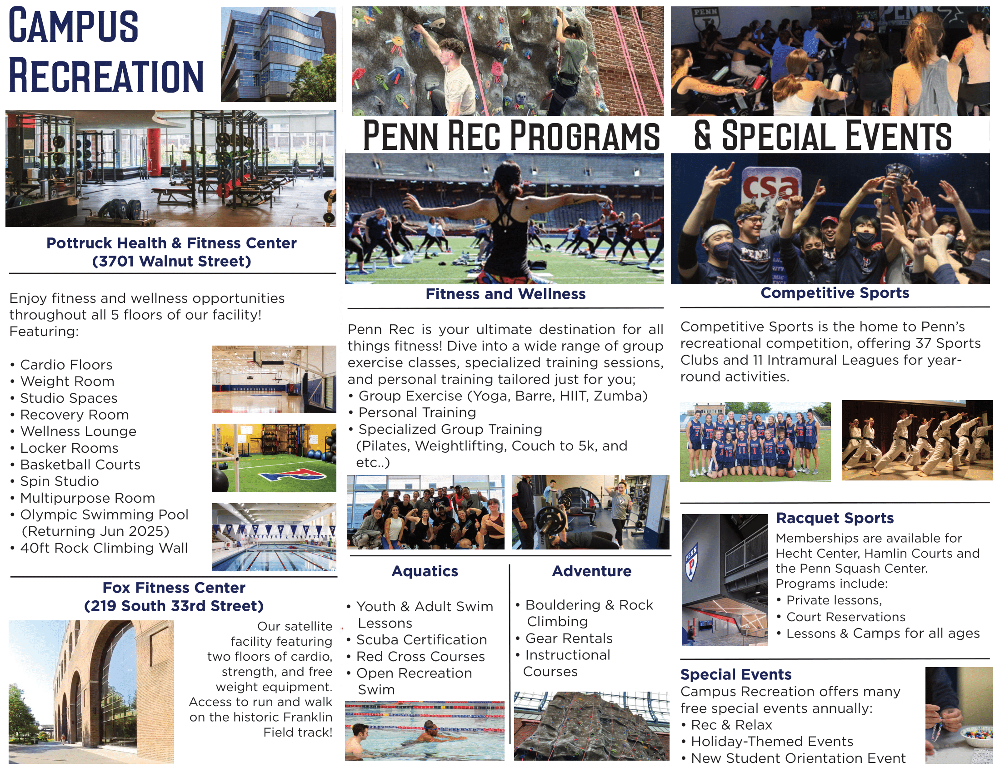 CAMPUS
RECREATION
Pottruck Health & Fitness Center
(3701 Walnut Street)
Enjoy fitness and wellness opportunities
throughout all 5 floors of our facility!
Featuring:
• Cardio Floors
• Weight Room
• Studio Spaces
• Recovery Room
• Wellness Lounge
• Locker Rooms
• Basketball Courts
• Spin Studio
• Multipurpose Room
• Olympic Swimming Pool
(Returning Jun 2025)
• 40ft Rock Climbing Wall
Fox Fitness Center
(219 South 33rd Street)
Our satellite
facility featuring
two floors of cardio,
strength, and free
weight equipment.
Access to run and walk
on the historic Franklin
Field track!
PENN REC PROGRAMS & SPECIAL EVENTS
PENN
PENN
Fitness and Wellness
Penn Rec is your ultimate destination for all
things fitness! Dive into a wide range of group
exercise classes, specialized training sessions,
and personal training tailored just for you;
• Group Exercise (Yoga, Barre, HIIT, Zumba)
• Personal Training
• Specialized Group Training
(Pilates, Weightlifting, Couch to 5k, and
etc..)
Aquatics
• Youth & Adult Swim
Lessons
• Scuba Certification
• Red Cross Courses
• Open Recreation
Swim
Adventure
• Bouldering & Rock
Climbing
• Gear Rentals
• Instructional
Courses
csa
PENN
Competitive Sports
Competitive Sports is the home to Penn's
recreational competition, offering 37 Sports
Clubs and 11 Intramural Leagues for year-
round activities.
Racquet Sports
PENN
P
Memberships are available for
Hecht Center, Hamlin Courts and
the Penn Squash Center.
Programs include:
• Private lessons,
• Court Reservations
• Lessons & Camps for all ages
Special Events
Campus Recreation offers many
free special events annually:
• Rec & Relax
• Holiday-Themed Events
• New Student Orientation Event